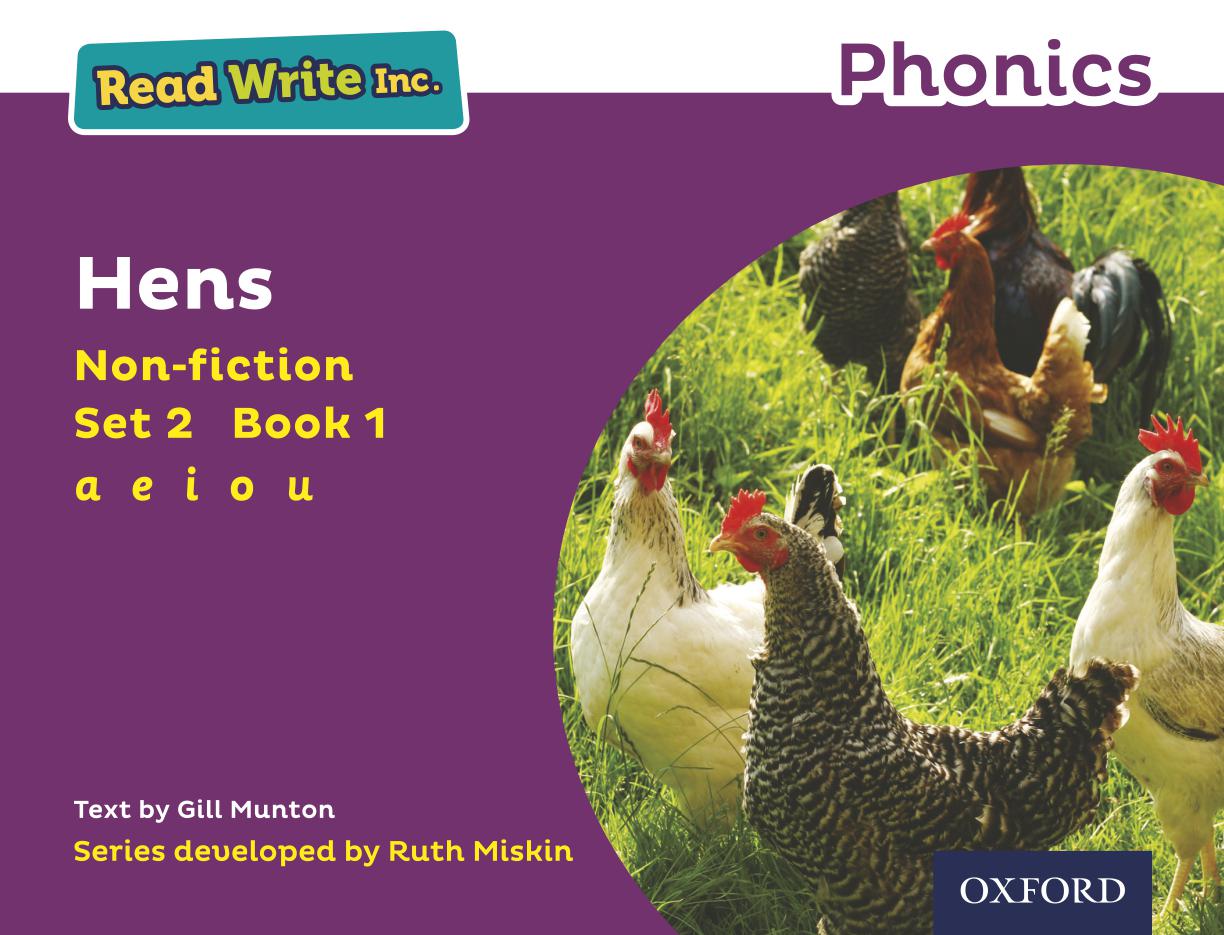 Read Write Inc.
Phonics
Hens
Non-fiction
Set 2 Book 1
a e i o u
Text by Gill Munton
Series developed by Ruth Miskin
OXFORD